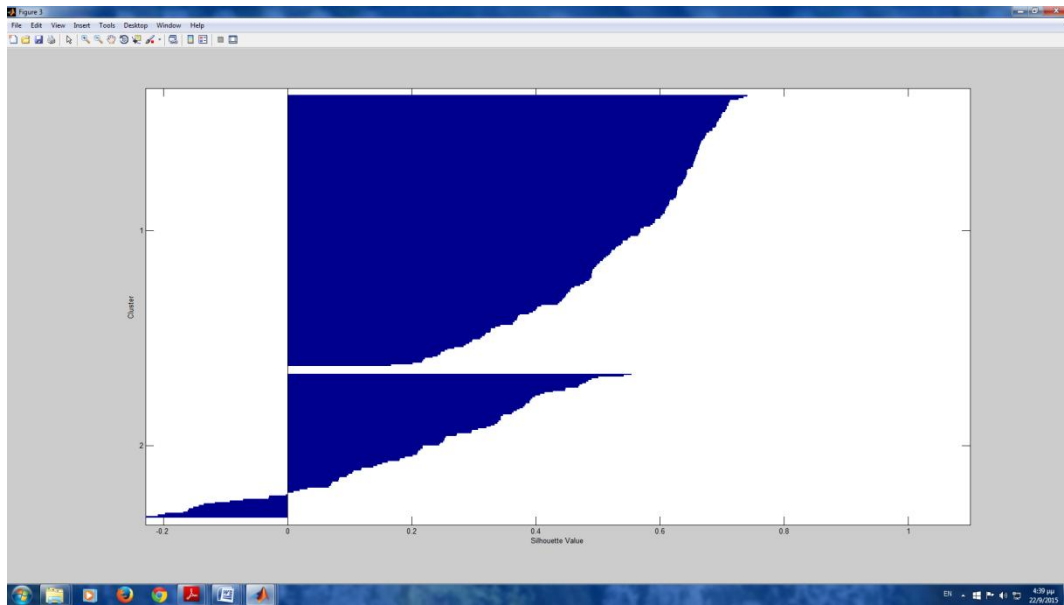 Figure 3
File Edit View Insert Tools Desktop Window Help
1
2
Cluster
-0.2 0 0.2 0.4 0.6 0.8 1
Silhouette Value
EN 4:39 μμ
22/9/2015